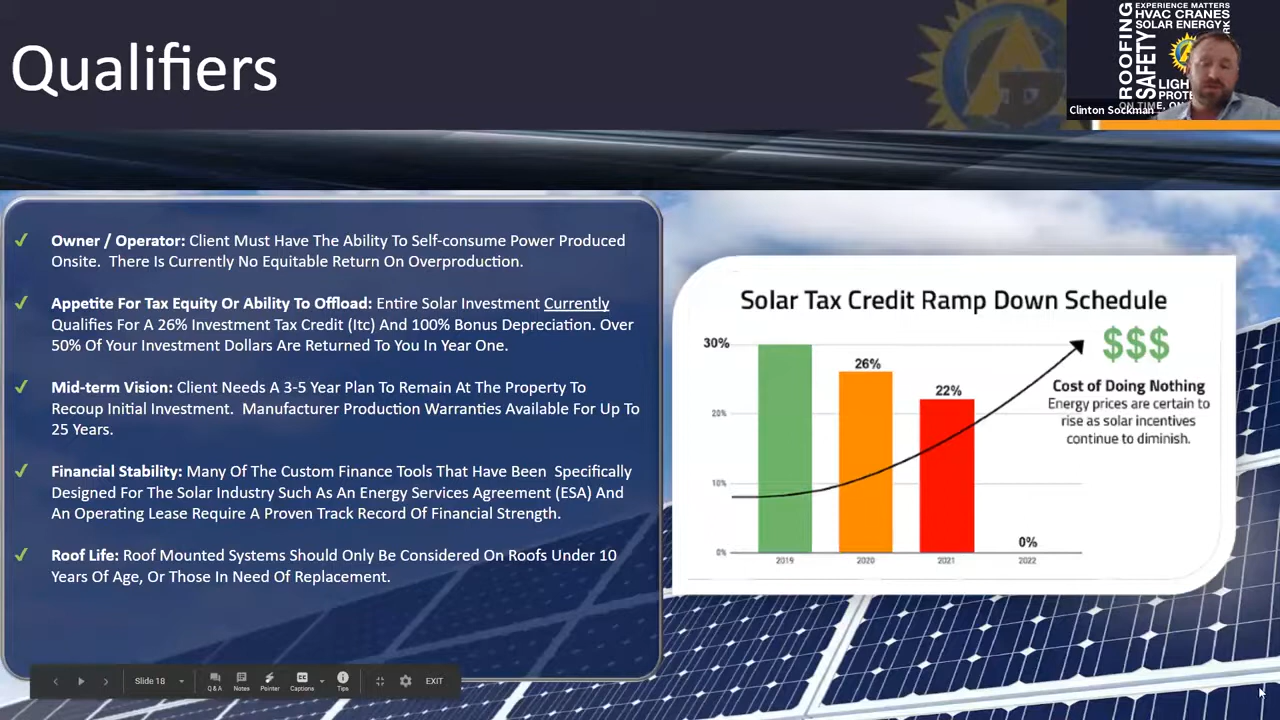 Qualifiers
EXPERIENCE MATTERS
HVAC CRANES
SOLAR ENERGY
ROOFING
SAFETY
Clinton Sockman
Owner / Operator: Client Must Have The Ability To Self-consume Power Produced
Onsite. There Is Currently No Equitable Return On Overproduction.
Appetite For Tax Equity Or Ability To Offload: Entire Solar Investment Currently
Qualifies For A 26% Investment Tax Credit (Itc) And 100% Bonus Depreciation. Over
50% Of Your Investment Dollars Are Returned To You In Year One.
Mid-term Vision: Client Needs A 3-5 Year Plan To Remain At The Property To
Recoup Initial Investment. Manufacturer Production Warranties Available For Up To
25 Years.
Financial Stability: Many Of The Custom Finance Tools That Have Been Specifically
Designed For The Solar Industry Such As An Energy Services Agreement (ESA) And
An Operating Lease Require A Proven Track Record Of Financial Strength.
Roof Life: Roof Mounted Systems Should Only Be Considered On Roofs Under 10
Years Of Age, Or Those In Need Of Replacement.
Solar Tax Credit Ramp Down Schedule
30%
20%
10%
0%
26%
22%
0%
2019
2020
2021
2022
$$$
Cost of Doing Nothing
Energy prices are certain to
rise as solar incentives
continue to diminish.
Slide 18
Q & A
Notes
Pointer
Captions
Tips
EXIT